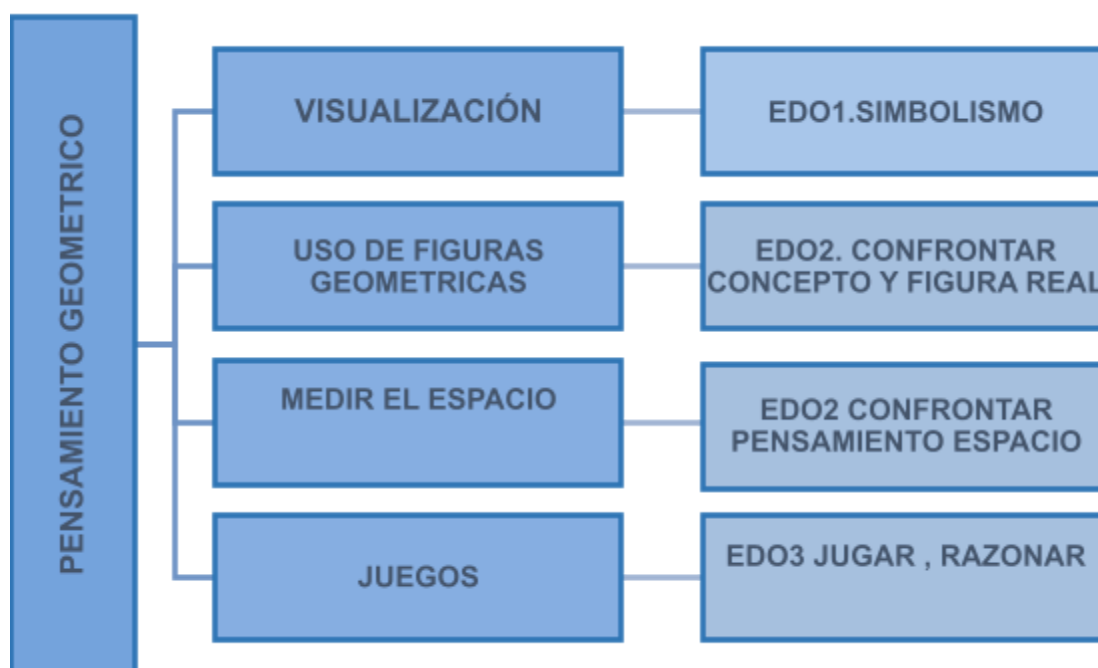 PENSAMIENTO GEOMETRICO
VISUALIZACIÓN
EDO1.SIMBOLISMO
USO DE FIGURAS
GEOMETRICAS
EDO2. CONFRONTAR
CONCEPTO Y FIGURA REAL
MEDIR EL ESPACIO
EDO2 CONFRONTAR
PENSAMIENTO ESPACIO
JUEGOS
EDO3 JUGAR , RAZONAR